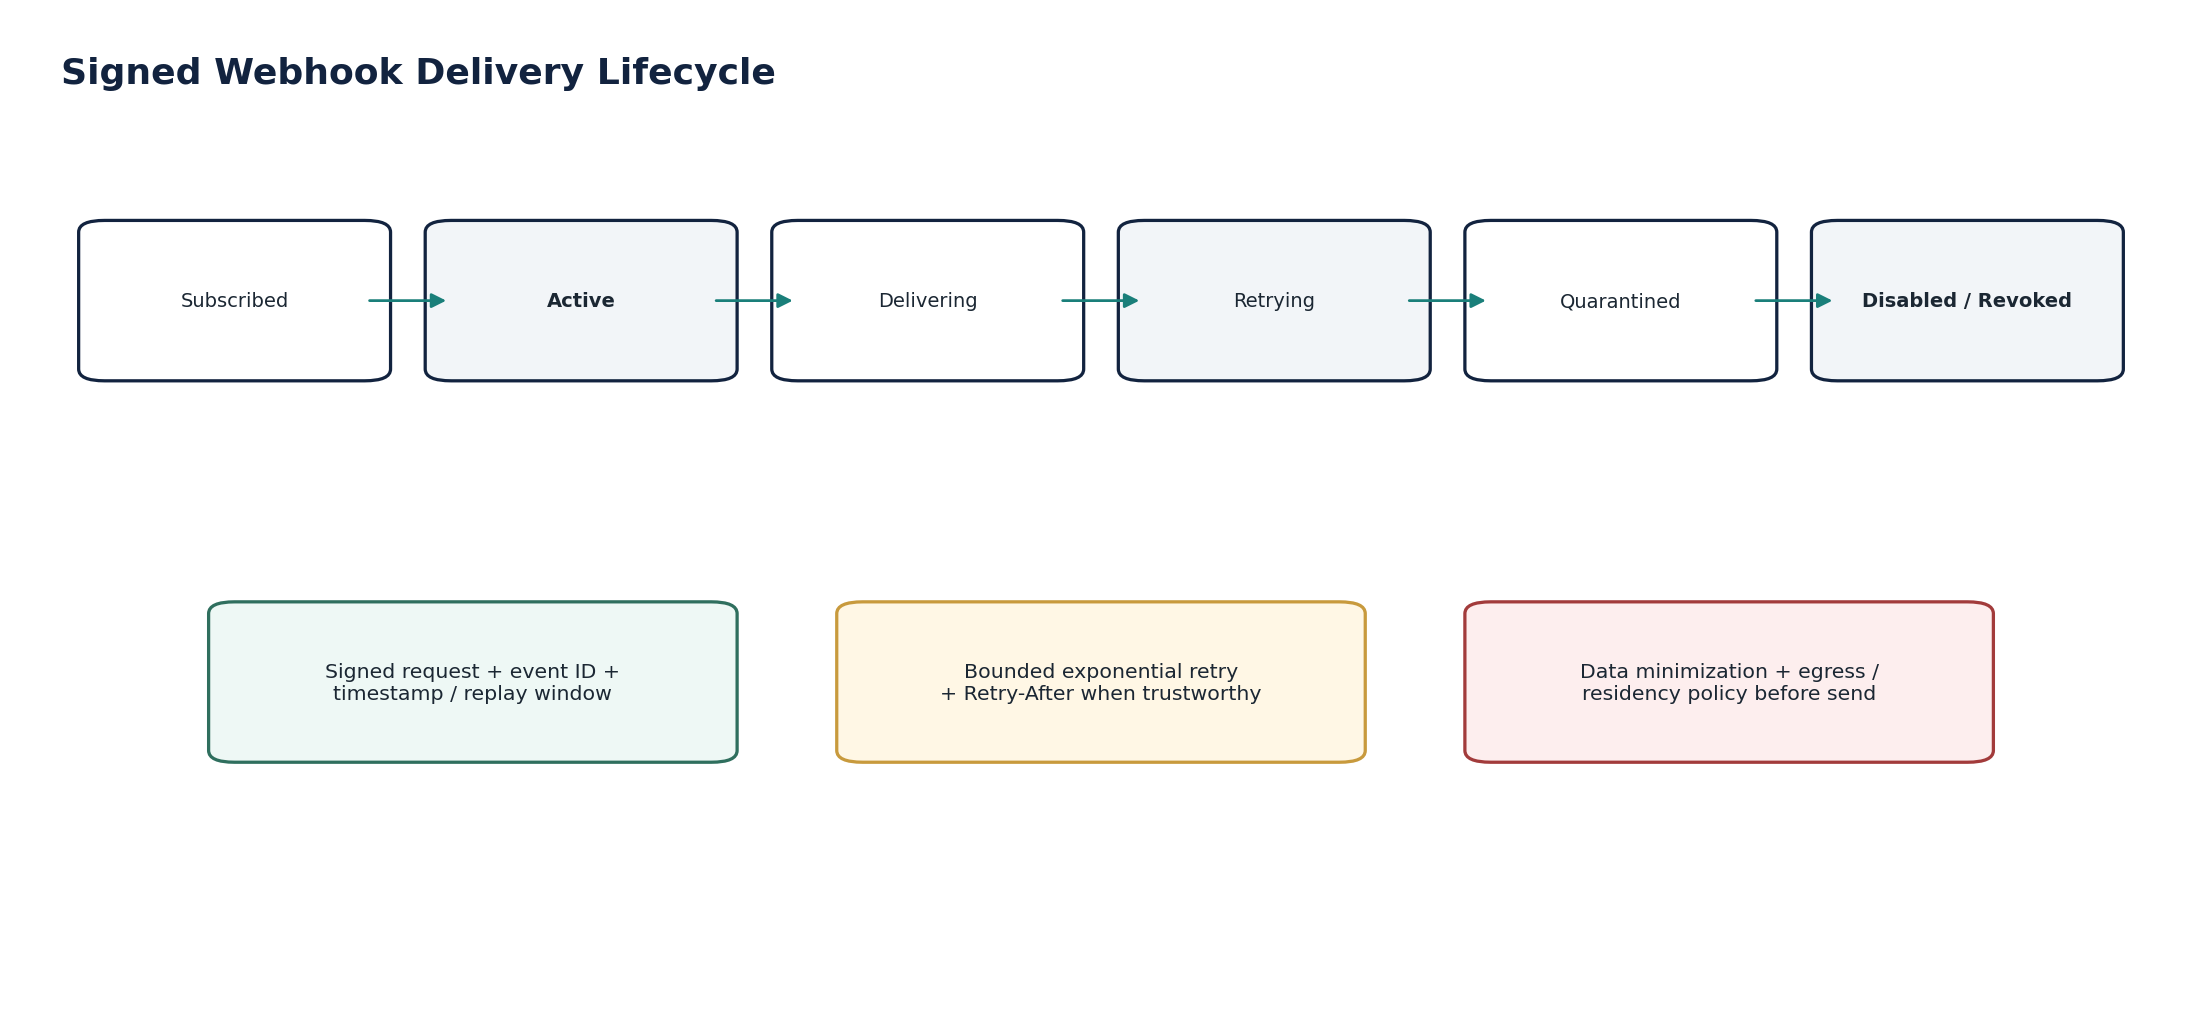 Signed Webhook Delivery Lifecycle
Subscribed
Active
Delivering
Retrying
Quarantined
Disabled / Revoked
Signed request + event ID +
timestamp / replay window
Bounded exponential retry
+ Retry-After when trustworthy
Data minimization + egress /
residency policy before send